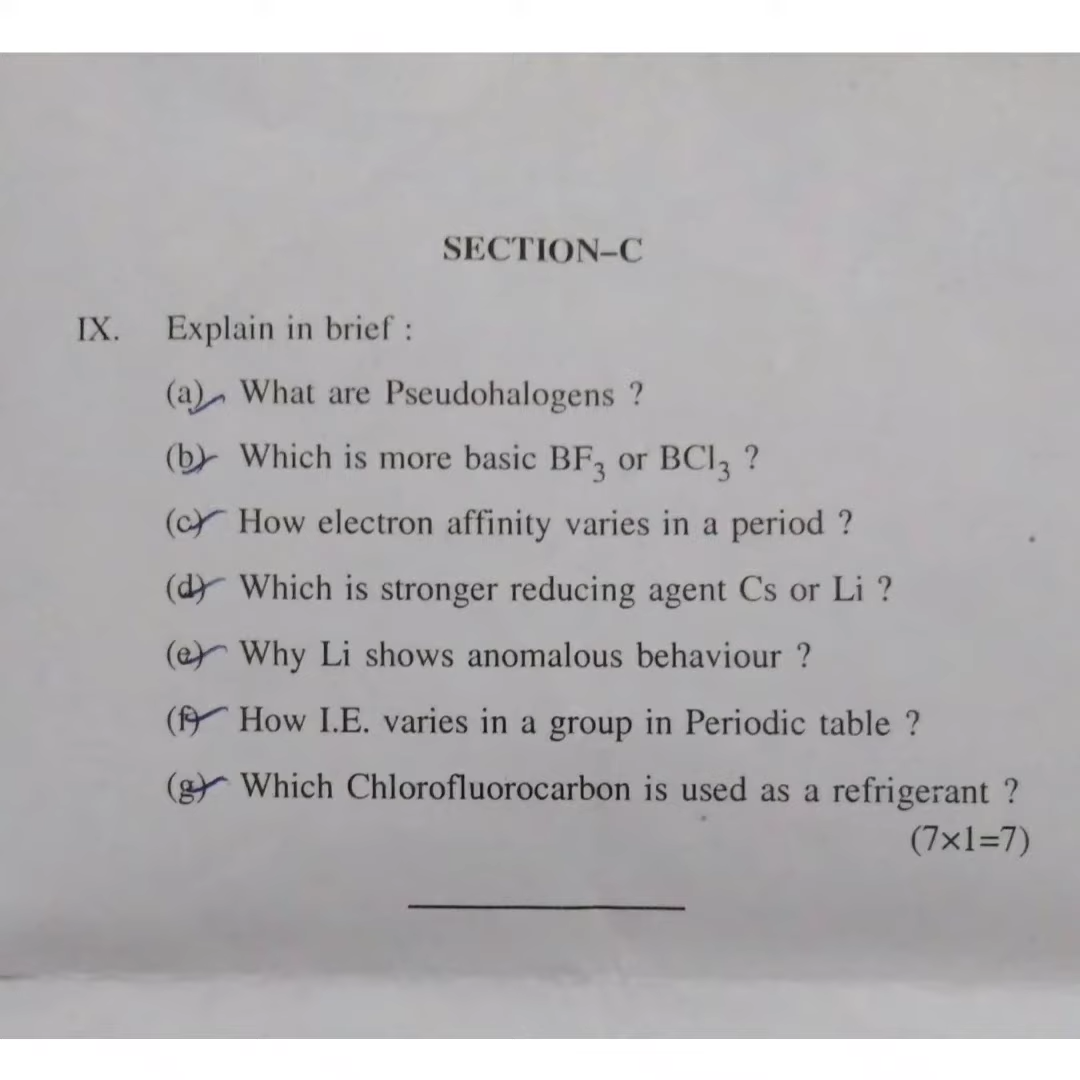 SECTION–C
IX. Explain in brief :
(a) What are Pseudohalogens ?
(b) Which is more basic BF₃ or BCl₃ ?
(c) How electron affinity varies in a period ?
(d) Which is stronger reducing agent Cs or Li ?
(e) Why Li shows anomalous behaviour ?
(f) How I.E. varies in a group in Periodic table ?
(g) Which Chlorofluorocarbon is used as a refrigerant ?
(7×1=7)